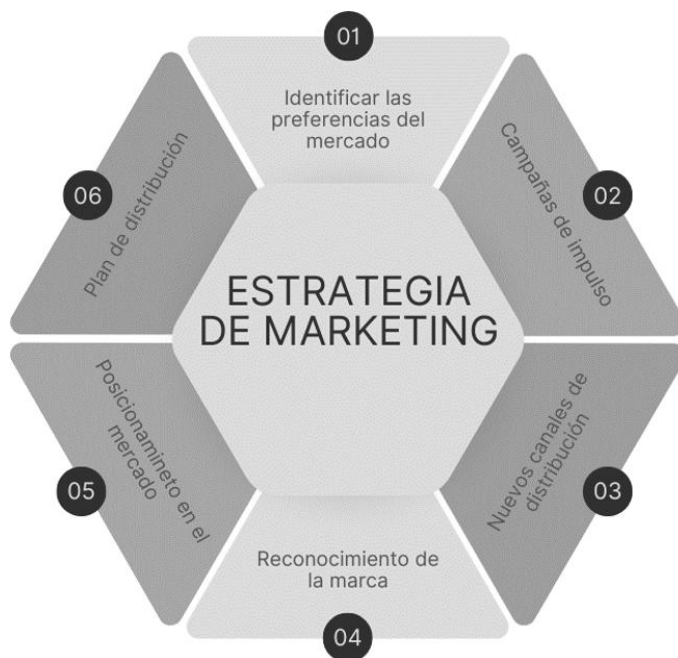 01
Identificar las
preferencias del
mercado
02
Campañas de impulso
03
Nuevos canales de
distribución
04
Reconocimiento de
la marca
05
Posicionamineto en el
mercado
06
Plan de distribución
ESTRATEGIA
DE MARKETING